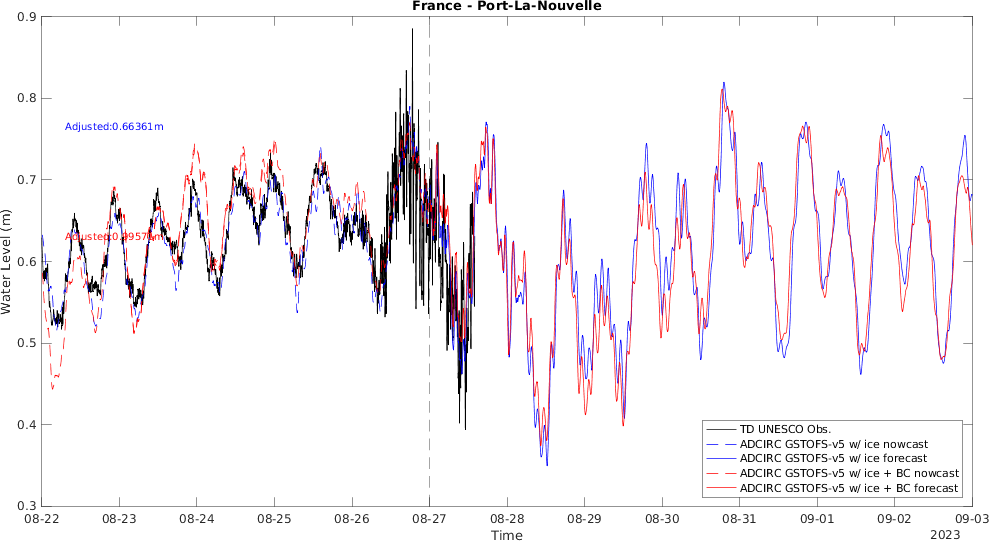 France - Port-La-Nouvelle
Water Level (m)
0.9
0.8
0.7
0.6
0.5
0.4
0.3
Adjusted:0.66361m
TD UNESCO Obs.
ADCIRC GSTOFS-v5 w/ ice nowcast
ADCIRC GSTOFS-v5 w/ ice forecast
ADCIRC GSTOFS-v5 w/ ice + BC nowcast
ADCIRC GSTOFS-v5 w/ ice + BC forecast
08-22 08-23 08-24 08-25 08-26 08-27 08-28 08-29 08-30 08-31 09-01 09-02 09-03
Time
2023